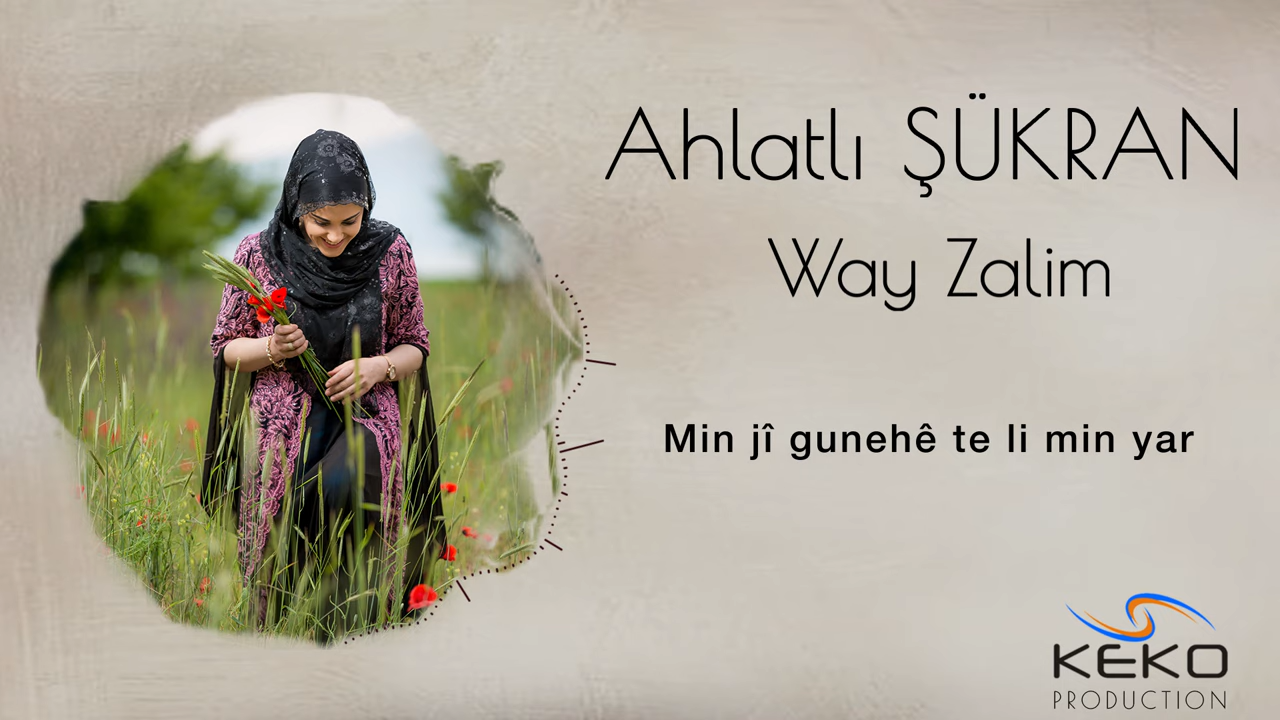 Ahlatlı ŞÜKRAN
Way Zalim
Min jî gunehê te li min yar
KEKO
PRODUCTION